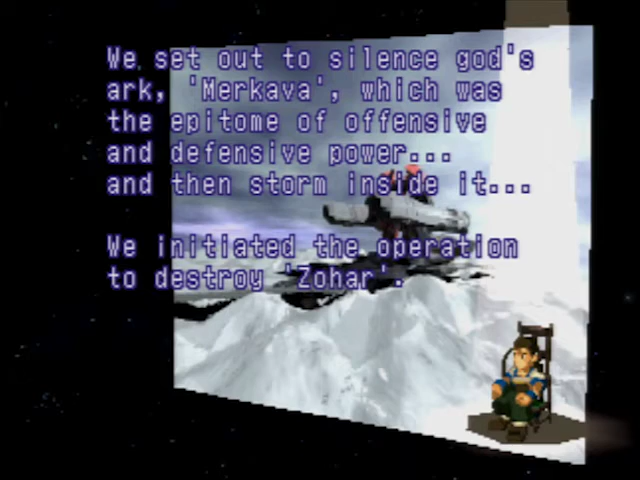 We set out to silence god's
ark, 'Merkava', which was
the epitome of offensive
and defensive power...
and then storm inside it...
We initiated the operation
to destroy 'Zohar'.